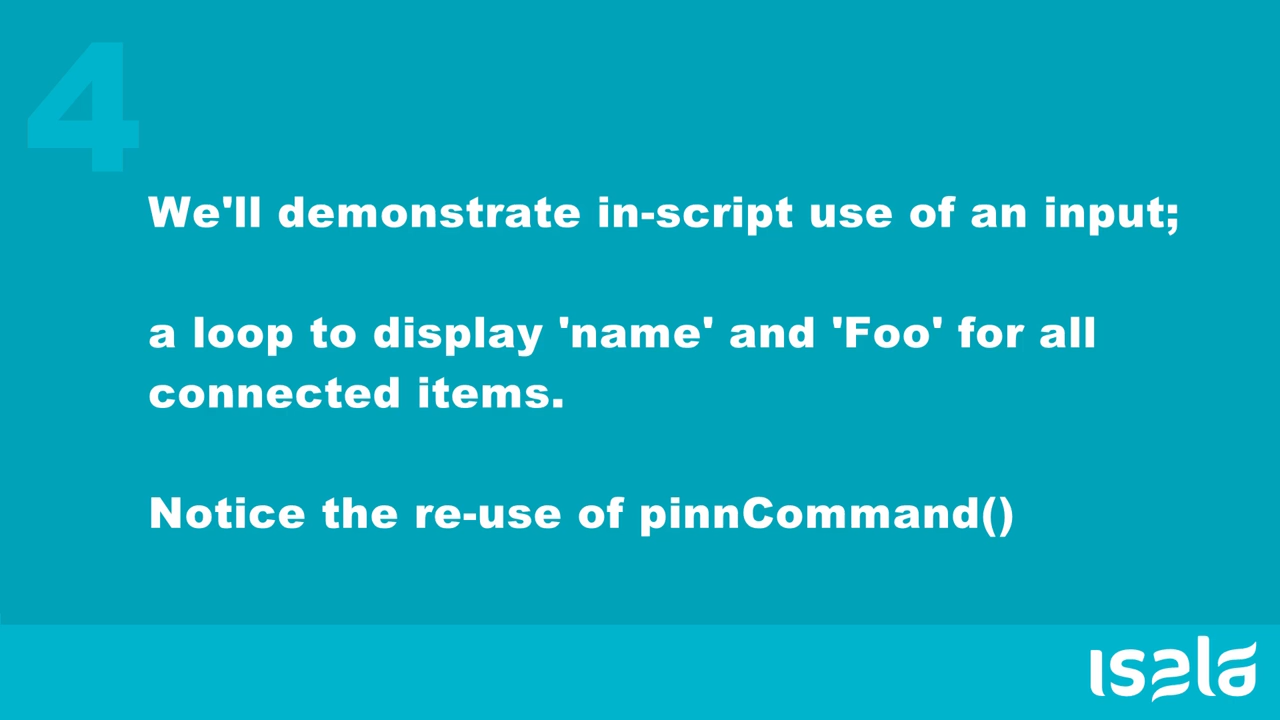 4
We'll demonstrate in-script use of an input;
a loop to display 'name' and 'Foo' for all
connected items.
Notice the re-use of pinnCommand()
isala